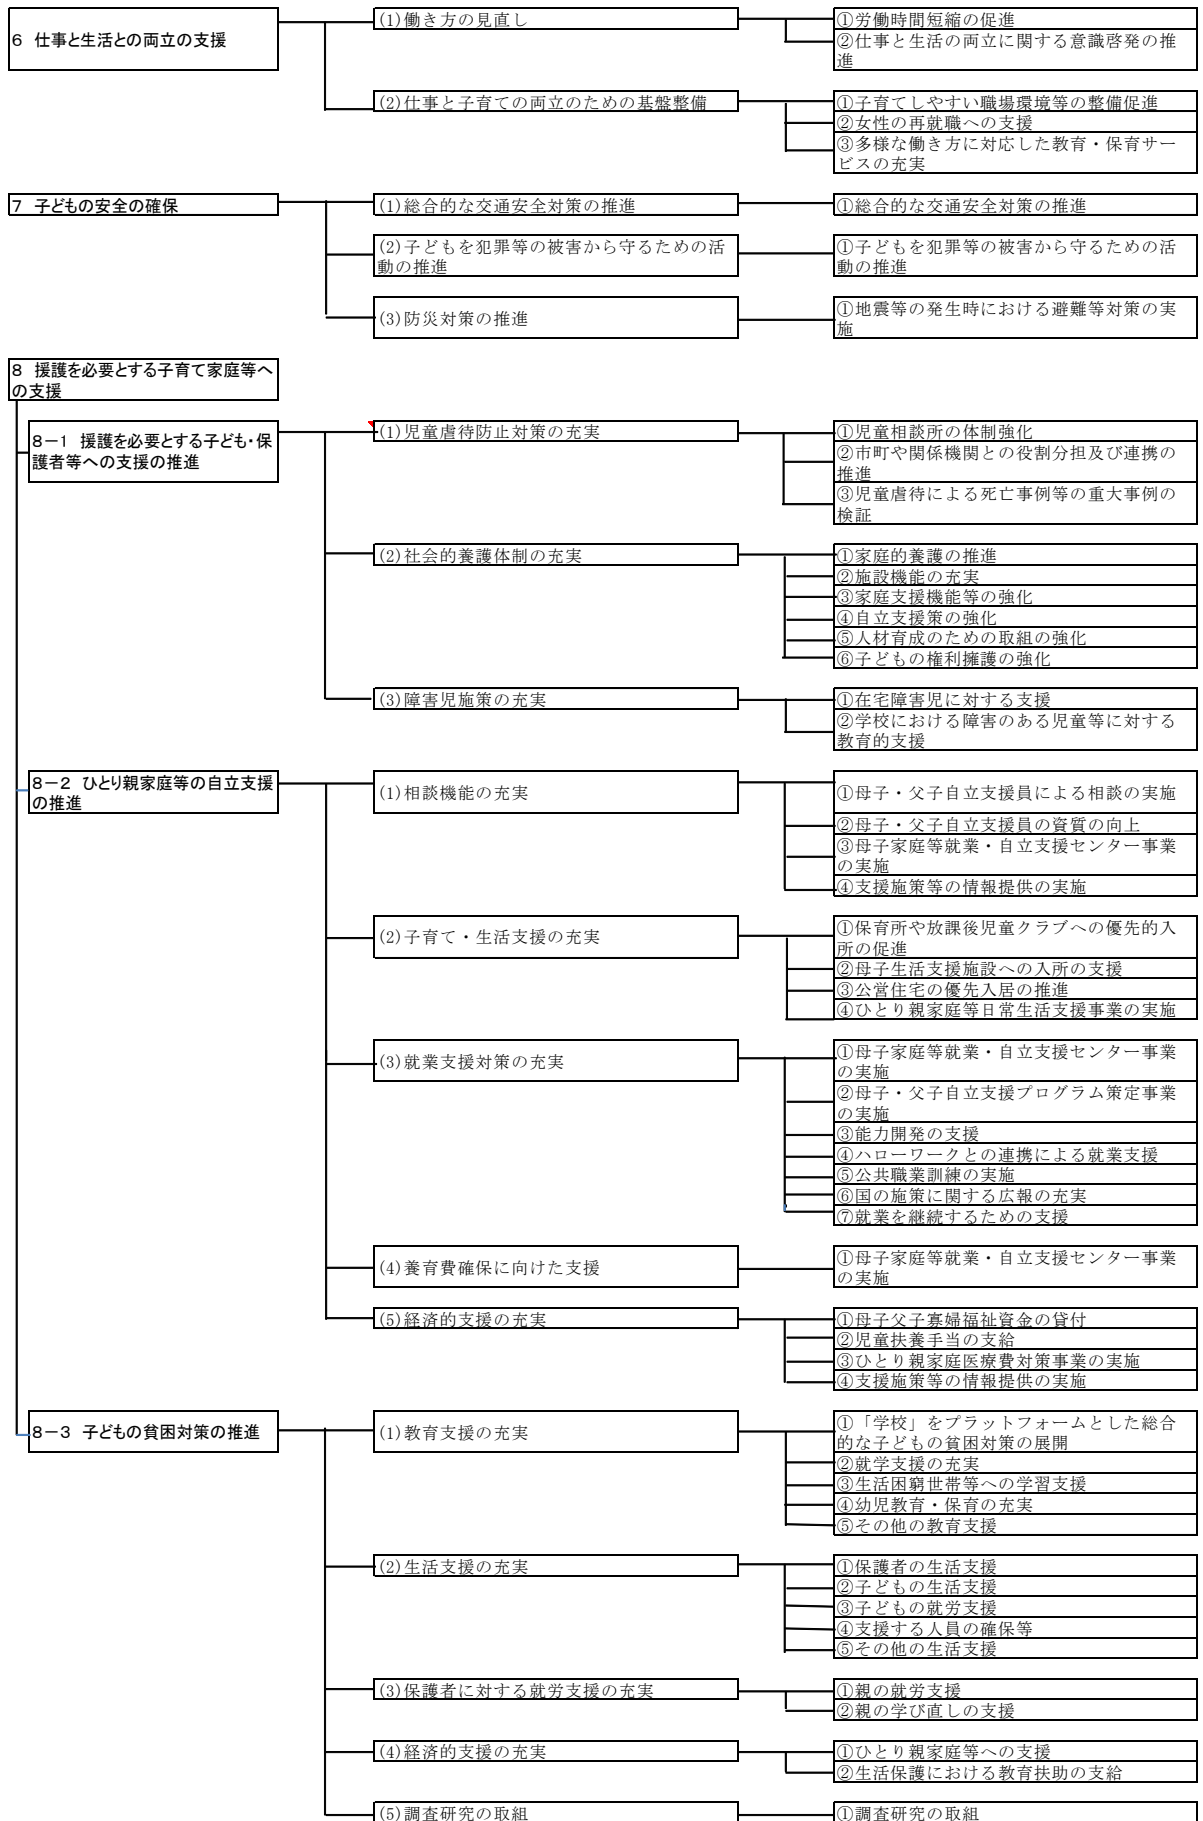 6 仕事と生活との両立の支援
(1)働き方の見直し
①労働時間短縮の促進
②仕事と生活の両立に関する意識啓発の推
進
(2)仕事と子育ての両立のための基盤整備
①子育てしやすい職場環境等の整備促進
②女性の再就職への支援
③多様な働き方に対応した教育・保育サー
ビスの充実
7 子どもの安全の確保
(1)総合的な交通安全対策の推進
①総合的な交通安全対策の推進
(2)子どもを犯罪等の被害から守るための活
動の推進
①子どもを犯罪等の被害から守るための活
動の推進
(3)防災対策の推進
①地震等の発生時における避難等対策の実
施
8 援護を必要とする子育て家庭等へ
の支援
8－1 援護を必要とする子ども・保
護者等への支援の推進
(1)児童虐待防止対策の充実
①児童相談所の体制強化
②市町や関係機関との役割分担及び連携の
推進
③児童虐待による死亡事例等の重大事例の
検証
(2)社会的養護体制の充実
①家庭的養護の推進
②施設機能の充実
③家庭支援機能等の強化
④自立支援策の強化
⑤人材育成のための取組の強化
⑥子どもの権利擁護の強化
(3)障害児施策の充実
①在宅障害児に対する支援
②学校における障害のある児童等に対する
教育的支援
8－2 ひとり親家庭等の自立支援
の推進
(1)相談機能の充実
①母子・父子自立支援員による相談の実施
②母子・父子自立支援員の資質の向上
③母子家庭等就業・自立支援センター事業
の実施
④支援施策等の情報提供の実施
(2)子育て・生活支援の充実
①保育所や放課後児童クラブへの優先的入
所の促進
②母子生活支援施設への入所の支援
③公営住宅の優先入居の推進
④ひとり親家庭等日常生活支援事業の実施
(3)就業支援対策の充実
①母子家庭等就業・自立支援センター事業
の実施
②母子・父子自立支援プログラム策定事業
の実施
③能力開発の支援
④ハローワークとの連携による就業支援
⑤公共職業訓練の実施
⑥国の施策に関する広報の充実
⑦就業を継続するための支援
(4)養育費確保に向けた支援
①母子家庭等就業・自立支援センター事業
の実施
(5)経済的支援の充実
①母子父子寡婦福祉資金の貸付
②児童扶養手当の支給
③ひとり親家庭医療費対策事業の実施
④支援施策等の情報提供の実施
8－3 子どもの貧困対策の推進
(1)教育支援の充実
①「学校」をプラットフォームとした総合
的な子どもの貧困対策の展開
②就学支援の充実
③生活困窮世帯等への学習支援
④幼児教育・保育の充実
⑤その他の教育支援
(2)生活支援の充実
①保護者の生活支援
②子どもの生活支援
③子どもの就労支援
④支援する人員の確保等
⑤その他の生活支援
(3)保護者に対する就労支援の充実
①親の就労支援
②親の学び直しの支援
(4)経済的支援の充実
①ひとり親家庭等への支援
②生活保護における教育扶助の支給
(5)調査研究の取組
①調査研究の取組